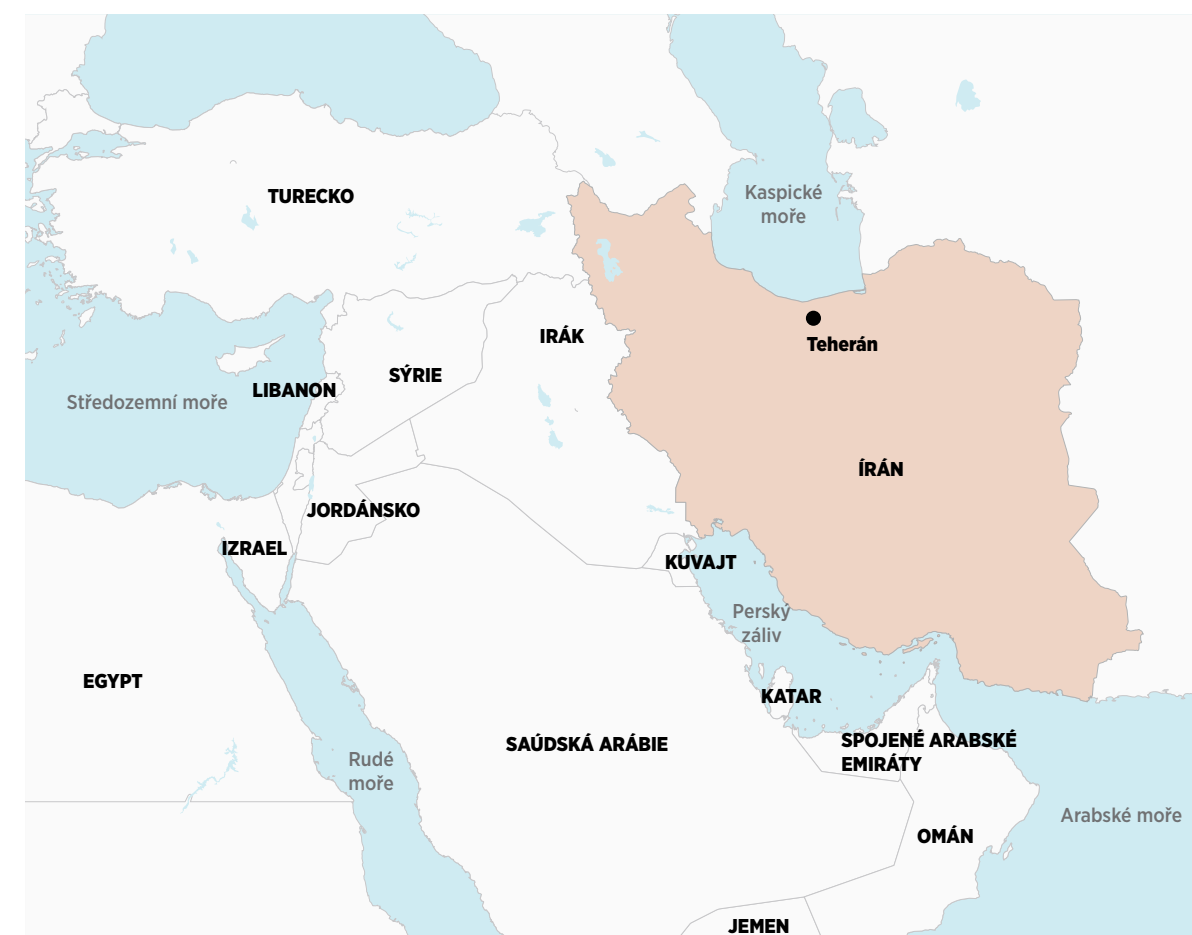 TURECKO
Kaspické
moře
IRÁK
Teherán
SÝRIE
LIBANON
Středozemní moře
ÍRÁN
JORDÁNSKO
IZRAEL
KUVAJT
Perský
záliv
EGYPT
KATAR
SAÚDSKÁ ARÁBIE
SPOJENÉ ARABSKÉ
EMIRÁTY
Rudé
moře
Arabské moře
OMÁN
JEMEN